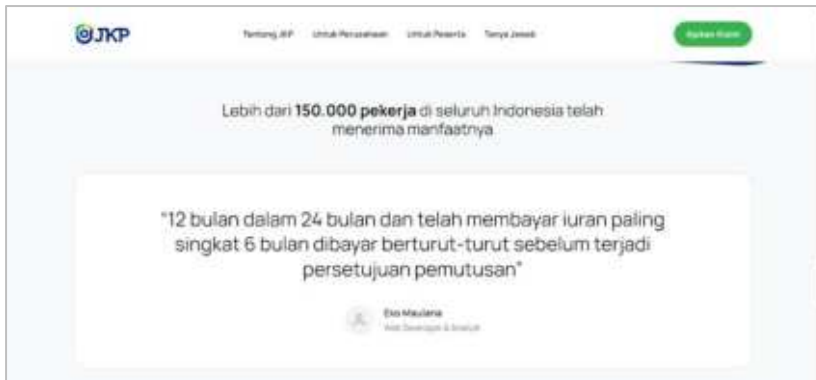 JKP
Tentang JKP Untuk Perusahaan Untuk Peserta Tanya Jawab
Ajukan Klaim
Lebih dari 150.000 pekerja di seluruh Indonesia telah
menerima manfaatnya
"12 bulan dalam 24 bulan dan telah membayar iuran paling
singkat 6 bulan dibayar berturut-turut sebelum terjadi
persetujuan pemutusan"
Eko Maulana
Web Developer &